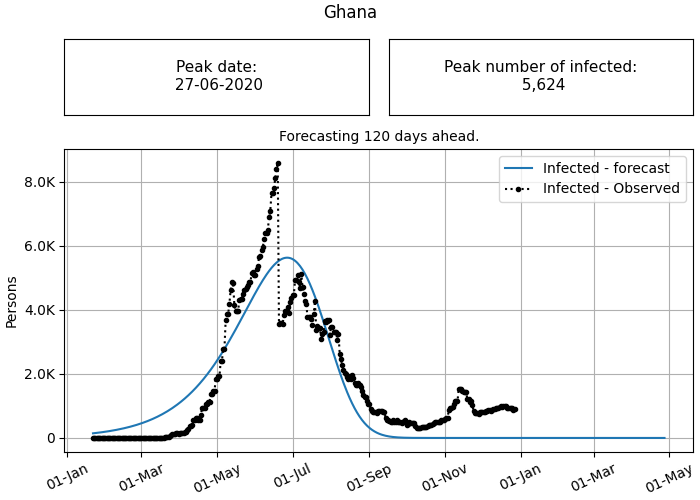 Ghana
Peak date:
27-06-2020
Peak number of infected:
5,624
Forecasting 120 days ahead.
Infected - forecast
Infected - Observed
8.0K
6.0K
4.0K
2.0K
0
Persons
01-Jan
01-Mar
01-May
01-Jul
01-Sep
01-Nov
01-Jan
01-Mar
01-May